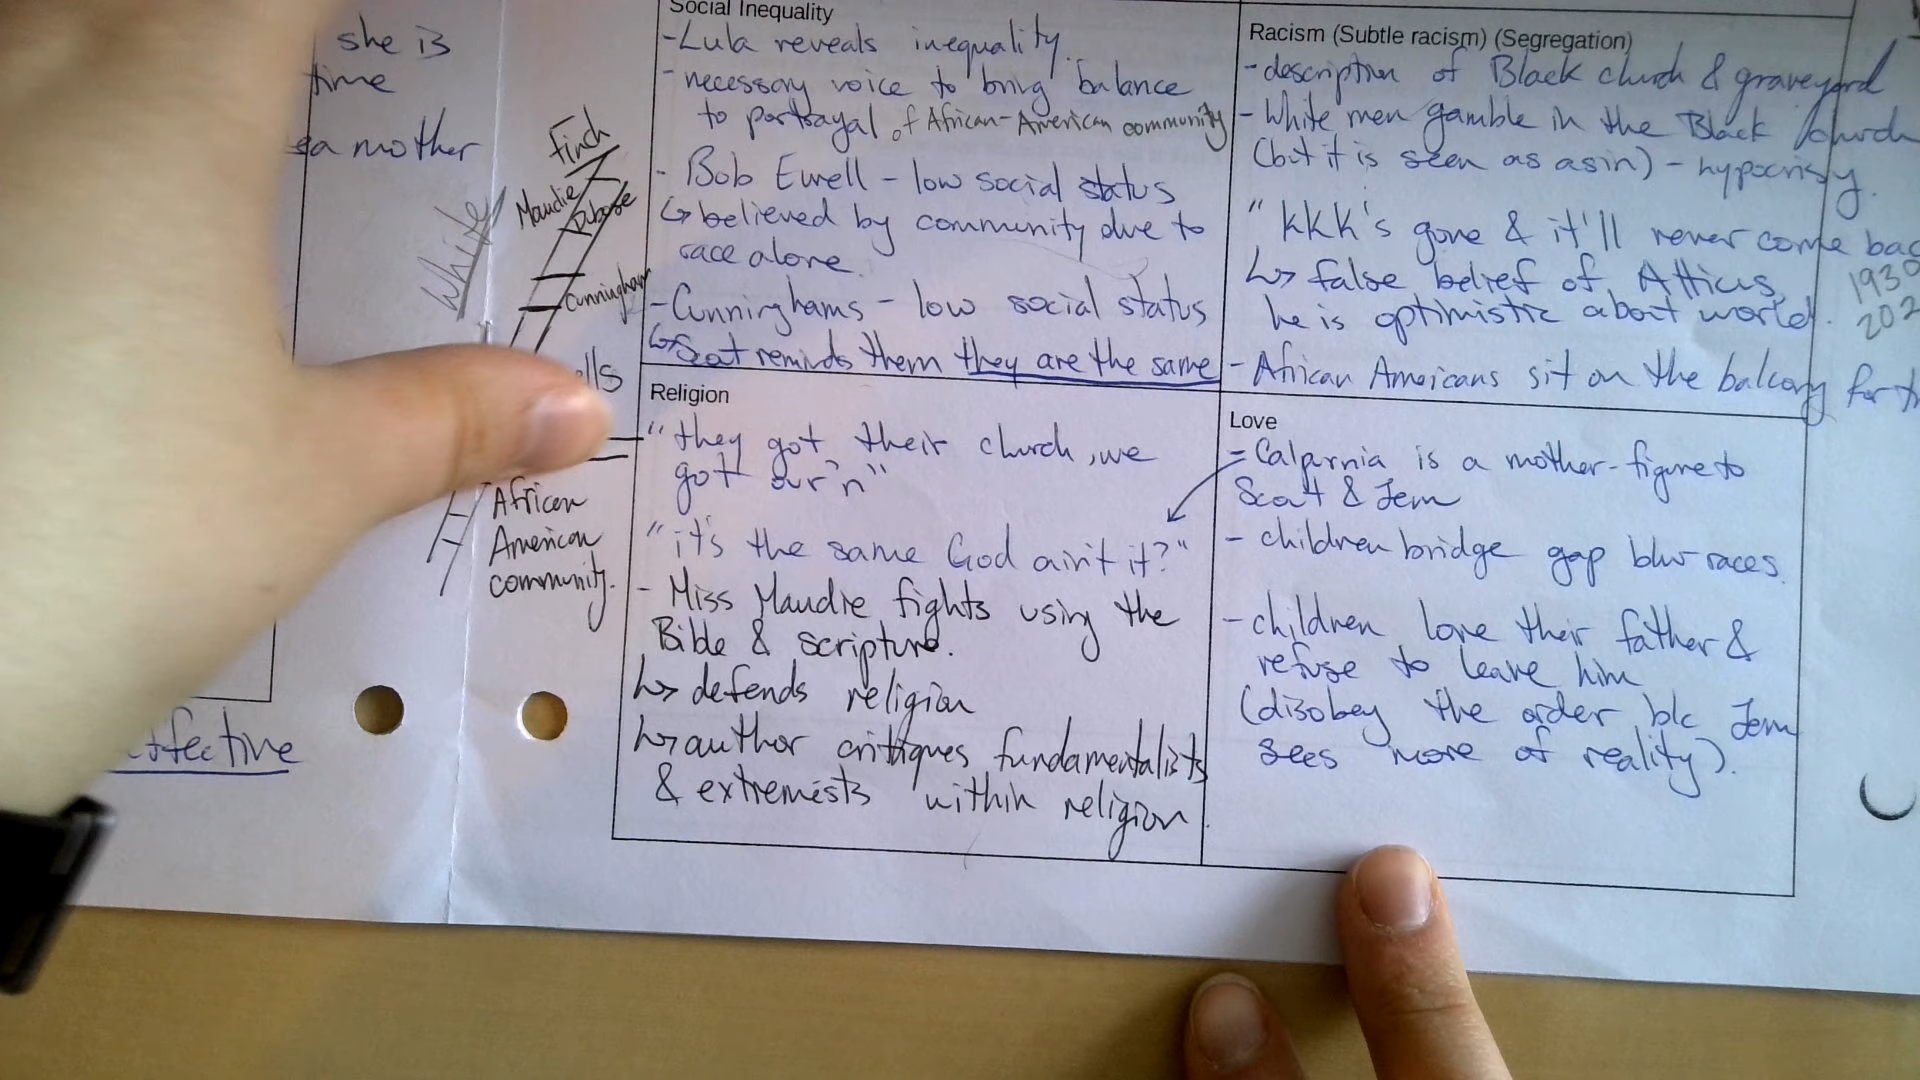 she is
time
a mother
Finch
Maudie
Dubose
White
Cunningham
ells
African
American
community.
effective
Social Inequality
-Lula reveals inequality.
- necessary voice to bring balance
to portrayal of African-American community
- Bob Ewell - low social status
↳ believed by community due to
race alone.
- Cunninghams - low social status
↳ Scout reminds them they are the same
Racism (Subtle racism) (Segregation)
- description of Black church & graveyard
- White men gamble in the Black church
(but it is seen as a sin) - hypocrisy.
"KKK's gone & it'll never come bac
↳ false belief of Atticus,
he is optimistic about world.
193
202
- African Americans sit on the balcony for
Religion
"they got their church, we
got our'n"
"it's the same God ain't it?"
- Miss Maudie fights using the
Bible & scripture.
↳ defends religion
↳ author critiques fundamentalists
& extremists within religion.
Love
- Calpurnia is a mother-figure to
Scout & Jem
- children bridge gap b/w races.
- children love their father &
refuse to leave him
(disobey the order b/c Jem
sees more of reality).